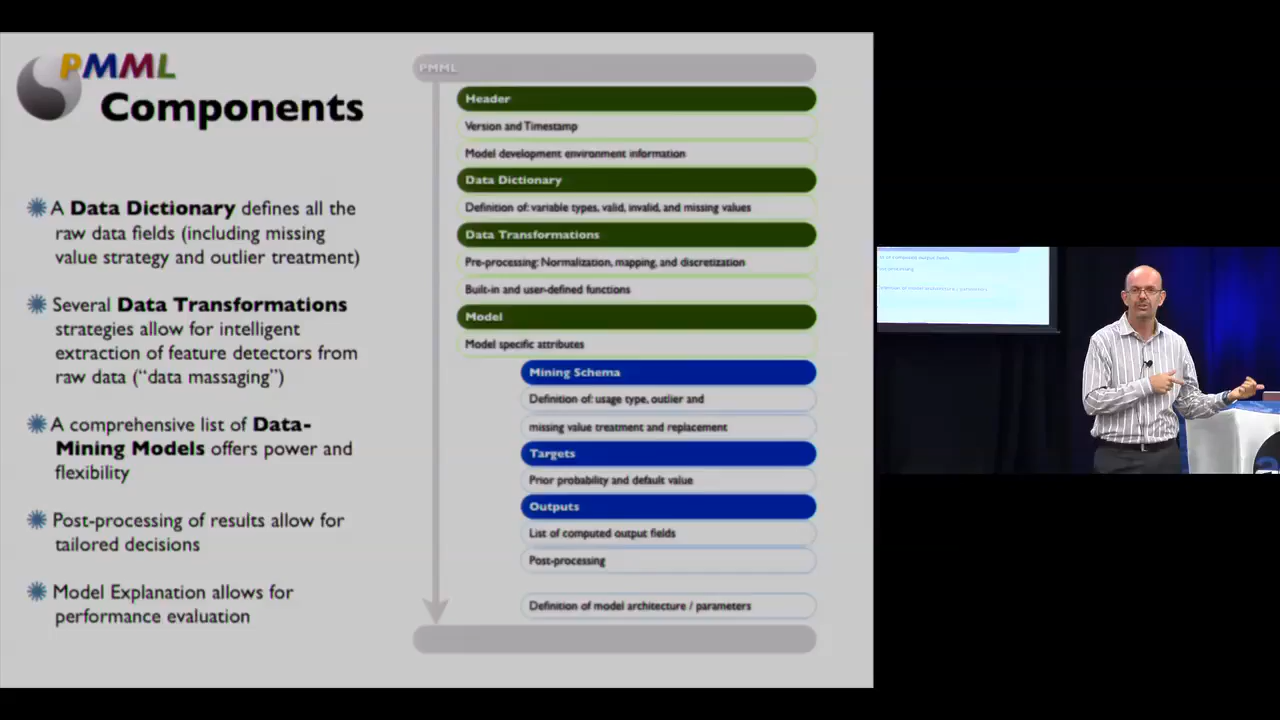 PMML
Components
A Data Dictionary defines all the
raw data fields (including missing
value strategy and outlier treatment)
Several Data Transformations
strategies allow for intelligent
extraction of feature detectors from
raw data (“data massaging”)
A comprehensive list of Data-
Mining Models offers power and
flexibility
Post-processing of results allow for
tailored decisions
Model Explanation allows for
performance evaluation
PMML
Header
Version and Timestamp
Model development environment information
Data Dictionary
Definition of: variable types, valid, invalid, and missing values
Data Transformations
Pre-processing: Normalization, mapping, and discretization
Built-in and user-defined functions
Model
Model specific attributes
Mining Schema
Definition of: usage type, outlier and
missing value treatment and replacement
Targets
Prior probability and default value
Outputs
List of computed output fields
Post-processing
Definition of model architecture / parameters